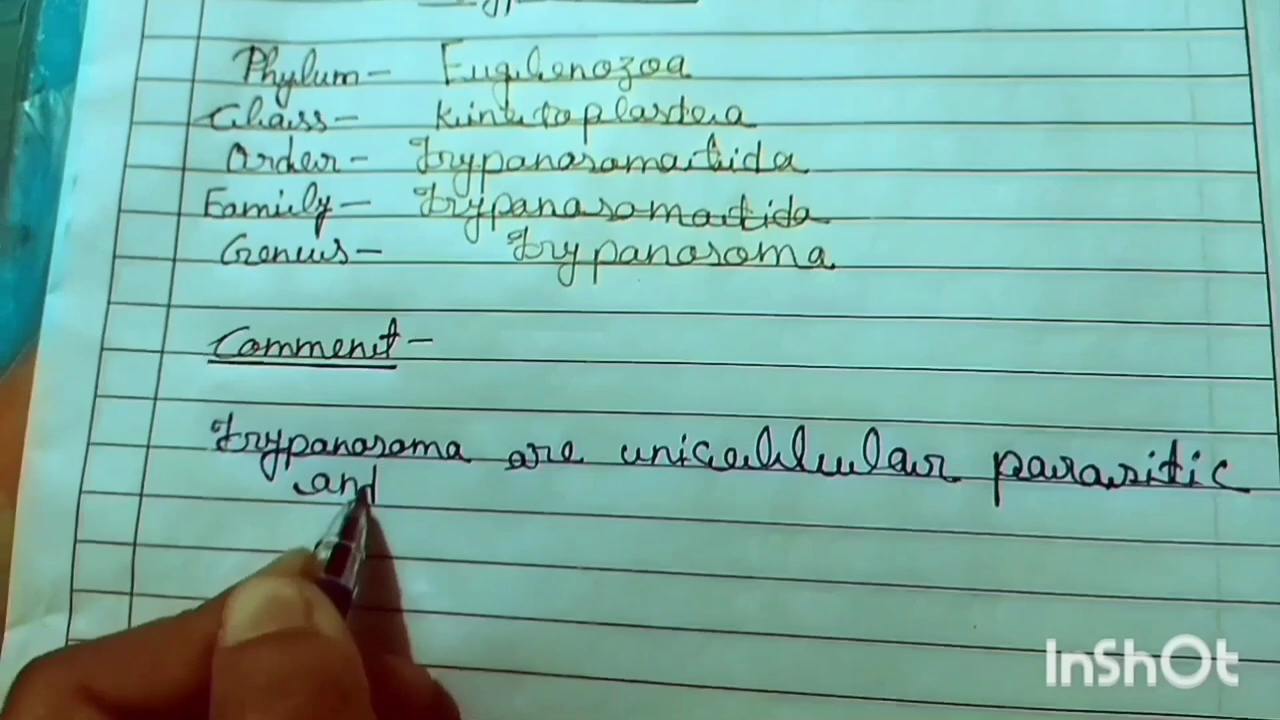 Phylum- Euglenozoa
Class- Kinetoplastea
Order- Trypanosomatida
Family- Trypanosomatida
Genus- Trypanosoma
Comment-
Trypanosoma are unicellular parasitic
and
InShOt